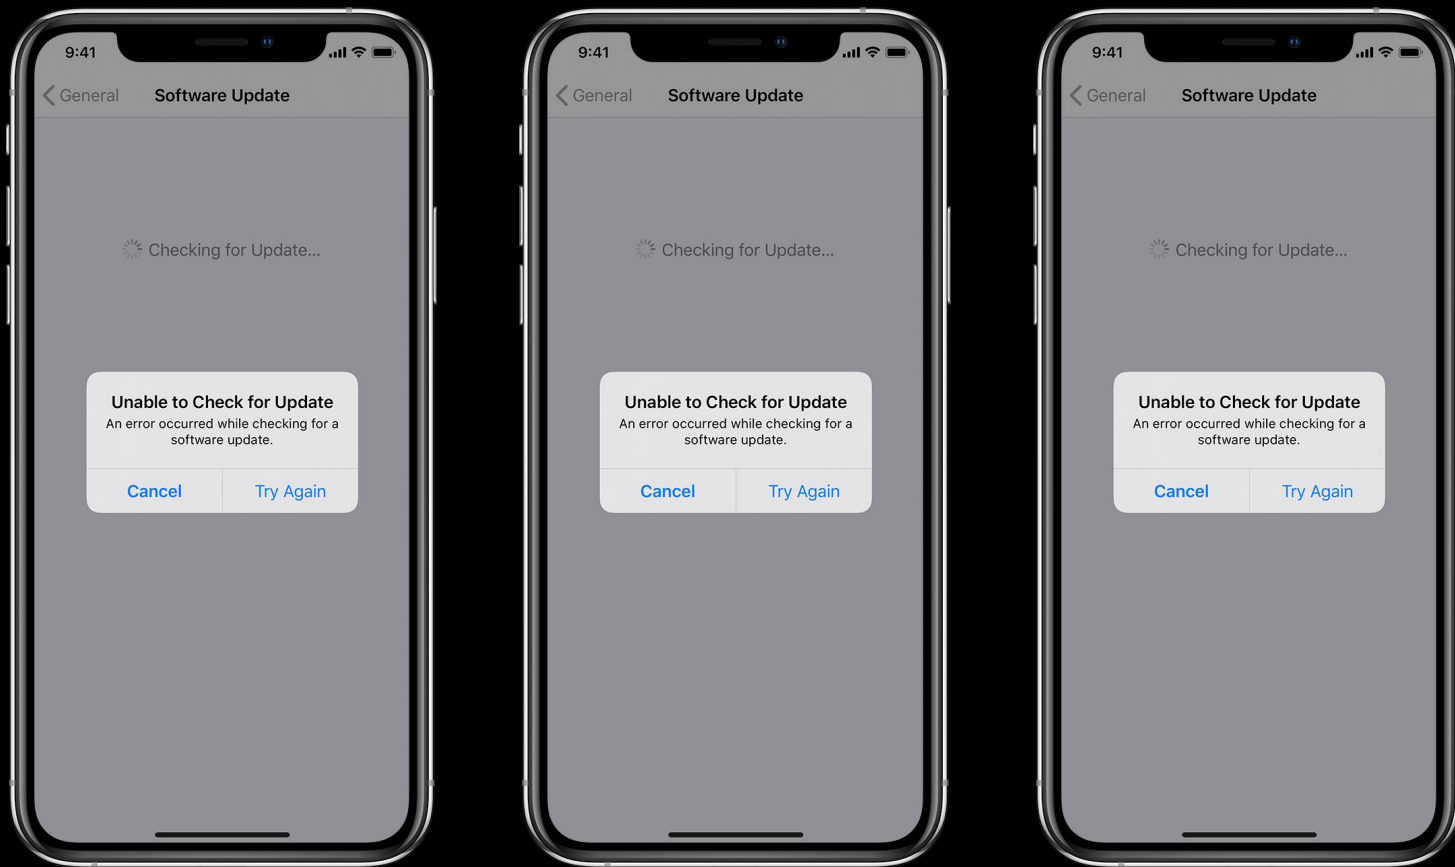 9:41
General Software Update
Checking for Update...
Unable to Check for Update
An error occurred while checking for a
software update.
Cancel Try Again
9:41
General Software Update
Checking for Update...
Unable to Check for Update
An error occurred while checking for a
software update.
Cancel Try Again
9:41
General Software Update
Checking for Update...
Unable to Check for Update
An error occurred while checking for a
software update.
Cancel Try Again